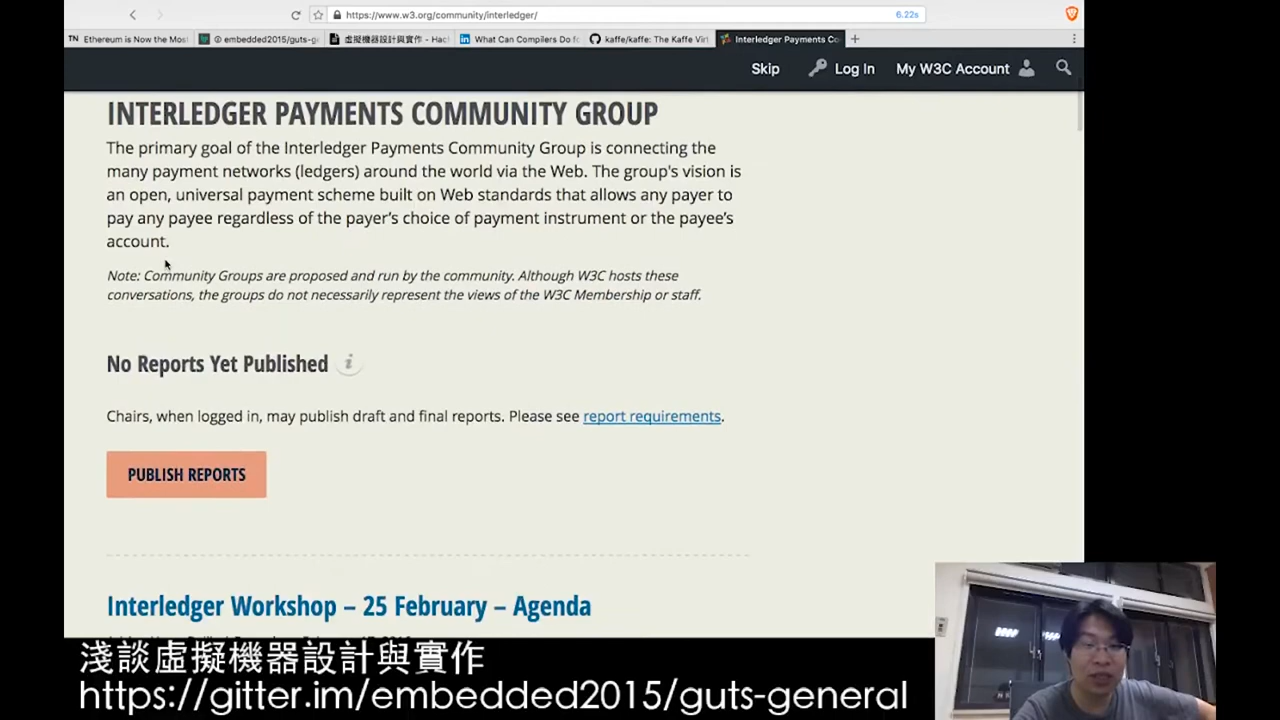 https://www.w3.org/community/interledger/
6.22s
TN Ethereum is Now the Most
embedded2015/guts-g
虛擬機器設計與實作 - Hac
What Can Compilers Do fo
kaffe/kaffe: The Kaffe Virt
Interledger Payments Co
Skip
Log In
My W3C Account
INTERLEDGER PAYMENTS COMMUNITY GROUP
The primary goal of the Interledger Payments Community Group is connecting the
many payment networks (ledgers) around the world via the Web. The group's vision is
an open, universal payment scheme built on Web standards that allows any payer to
pay any payee regardless of the payer's choice of payment instrument or the payee's
account.
Note: Community Groups are proposed and run by the community. Although W3C hosts these
conversations, the groups do not necessarily represent the views of the W3C Membership or staff.
No Reports Yet Published
Chairs, when logged in, may publish draft and final reports. Please see report requirements.
PUBLISH REPORTS
Interledger Workshop – 25 February – Agenda
淺談虛擬機器設計與實作
https://gitter.im/embedded2015/guts-general